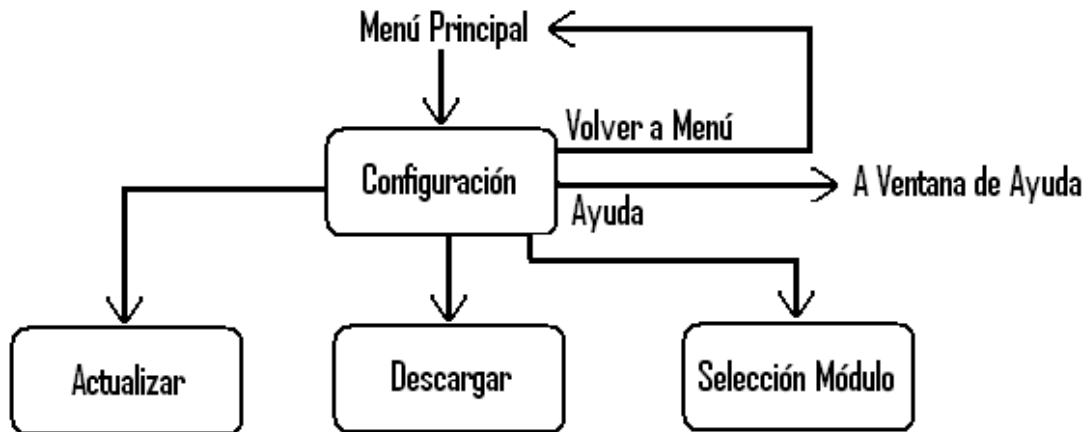 Menú Principal
Volver a Menú
Configuración
A Ventana de Ayuda
Ayuda
Actualizar
Descargar
Selección Módulo